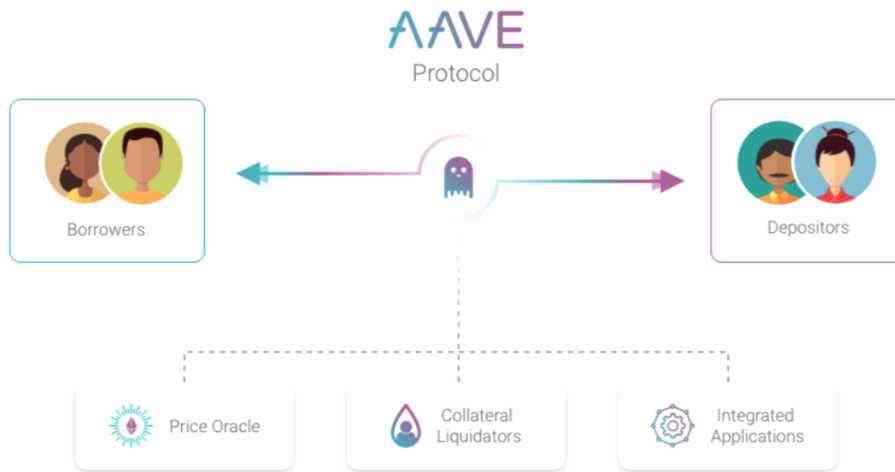 AAVE
Protocol
Borrowers
Depositors
Price Oracle
Collateral
Liquidators
Integrated
Applications